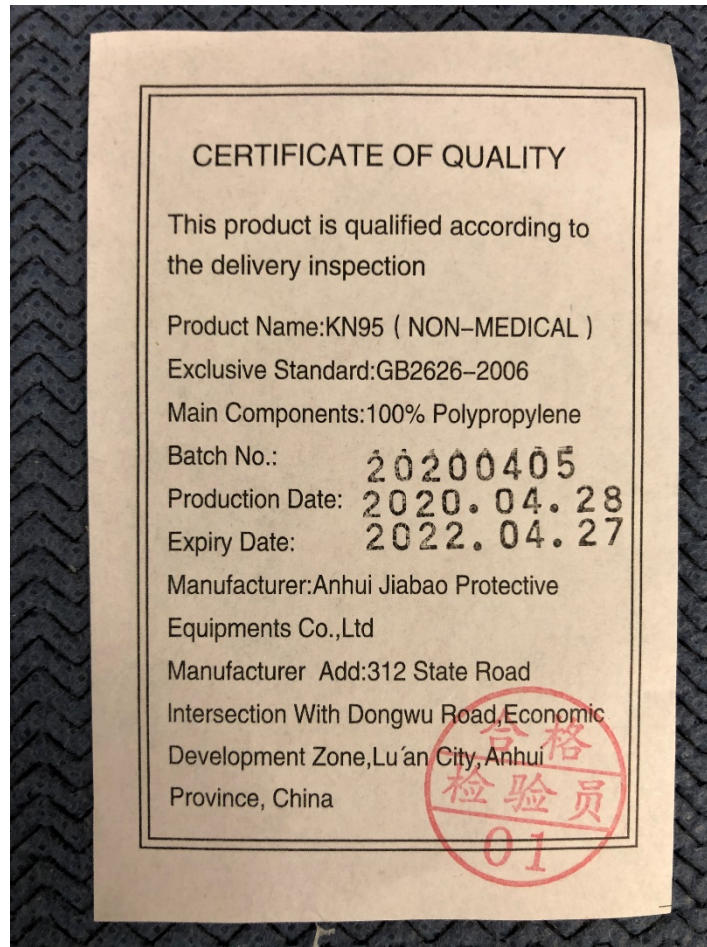 CERTIFICATE OF QUALITY
This product is qualified according to
the delivery inspection
Product Name:KN95 ( NON-MEDICAL )
Exclusive Standard:GB2626-2006
Main Components:100% Polypropylene
Batch No.: 20200405
Production Date: 2020.04.28
Expiry Date: 2022.04.27
Manufacturer:Anhui Jiabao Protective
Equipments Co.,Ltd
Manufacturer Add:312 State Road
Intersection With Dongwu Road,Economic
Development Zone,Lu´an City,Anhui
Province, China
合格
检验员
01